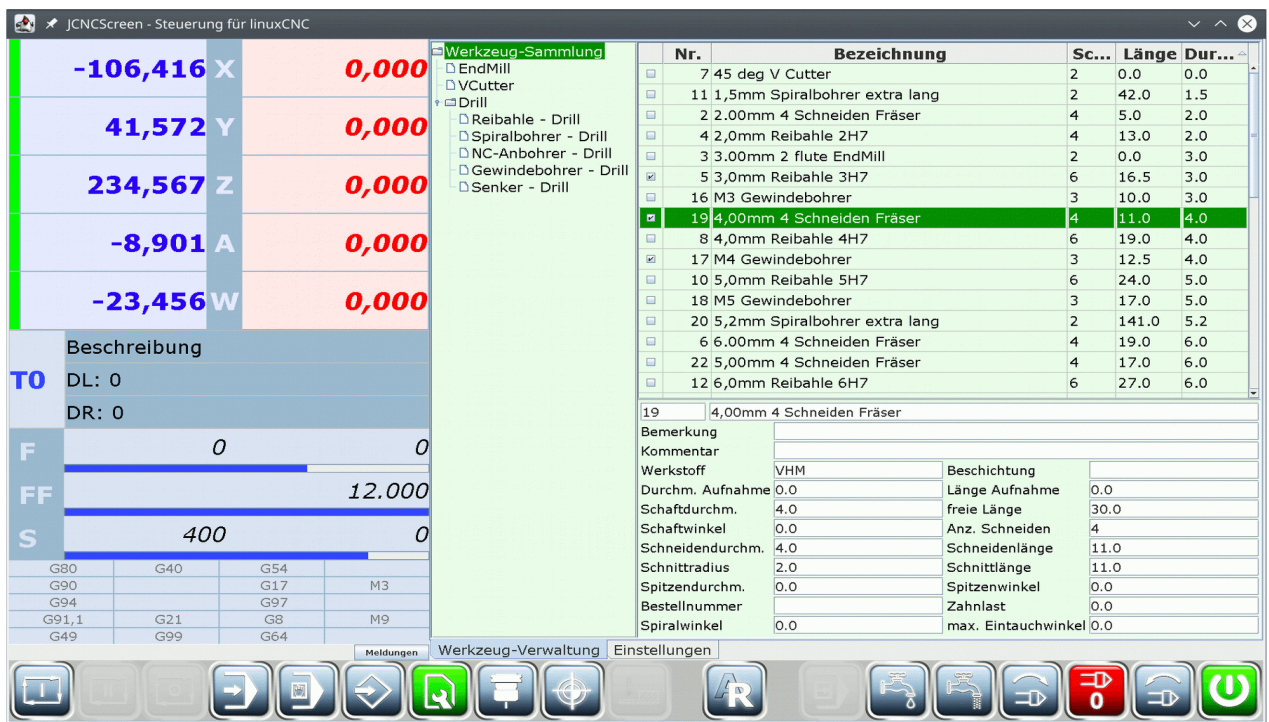 JCNCScreen - Steuerung für linuxCNC
-106,416 X 0,000
41,572 Y 0,000
234,567 Z 0,000
-8,901 A 0,000
-23,456 W 0,000
T0
Beschreibung
DL: 0
DR: 0
F 0 0
FF 12.000
S 400 0
G80 G40 G54
G90 G17 M3
G94 G97
G91,1 G21 G8 M9
G49 G99 G64
Meldungen
Werkzeug-Sammlung
EndMill
VCutter
Drill
Reibahle - Drill
Spiralbohrer - Drill
NC-Anbohrer - Drill
Gewindebohrer - Drill
Senker - Drill
Nr. Bezeichnung Sc... Länge Dur...
7 45 deg V Cutter 2 0.0 0.0
11 1,5mm Spiralbohrer extra lang 2 42.0 1.5
2 2.00mm 4 Schneiden Fräser 4 5.0 2.0
4 2,0mm Reibahle 2H7 4 13.0 2.0
3 3.00mm 2 flute EndMill 2 0.0 3.0
5 3,0mm Reibahle 3H7 6 16.5 3.0
16 M3 Gewindebohrer 3 10.0 3.0
19 4,00mm 4 Schneiden Fräser 4 11.0 4.0
8 4,0mm Reibahle 4H7 6 19.0 4.0
17 M4 Gewindebohrer 3 12.5 4.0
10 5,0mm Reibahle 5H7 6 24.0 5.0
18 M5 Gewindebohrer 3 17.0 5.0
20 5,2mm Spiralbohrer extra lang 2 141.0 5.2
6 6.00mm 4 Schneiden Fräser 4 19.0 6.0
22 5,00mm 4 Schneiden Fräser 4 17.0 6.0
12 6,0mm Reibahle 6H7 6 27.0 6.0
19 4,00mm 4 Schneiden Fräser
Bemerkung
Kommentar
Werkstoff VHM Beschichtung
Durchm. Aufnahme 0.0 Länge Aufnahme 0.0
Schaftdurchm. 4.0 freie Länge 30.0
Schaftwinkel 0.0 Anz. Schneiden 4
Schneidendurchm. 4.0 Schneidenlänge 11.0
Schnittradius 2.0 Schnittlänge 11.0
Spitzendurchm. 0.0 Spitzenwinkel 0.0
Bestellnummer Zahnlast 0.0
Spiralwinkel 0.0 max. Eintauchwinkel 0.0
Werkzeug-Verwaltung Einstellungen
I
AR
0